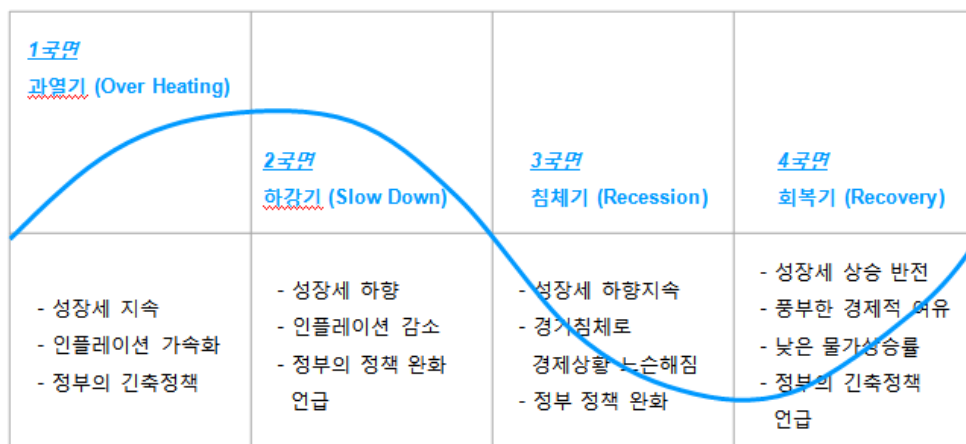 1국면
과열기 (Over Heating)
2국면
하강기 (Slow Down)
3국면
침체기 (Recession)
4국면
회복기 (Recovery)
- 성장세 지속
- 인플레이션 가속화
- 정부의 긴축정책
- 성장세 하향
- 인플레이션 감소
- 정부의 정책 완화
언급
- 성장세 하향지속
- 경기침체로
경제상황 느슨해짐
- 정부 정책 완화
- 성장세 상승 반전
- 풍부한 경제적 여유
- 낮은 물가상승률
- 정부의 긴축정책
언급